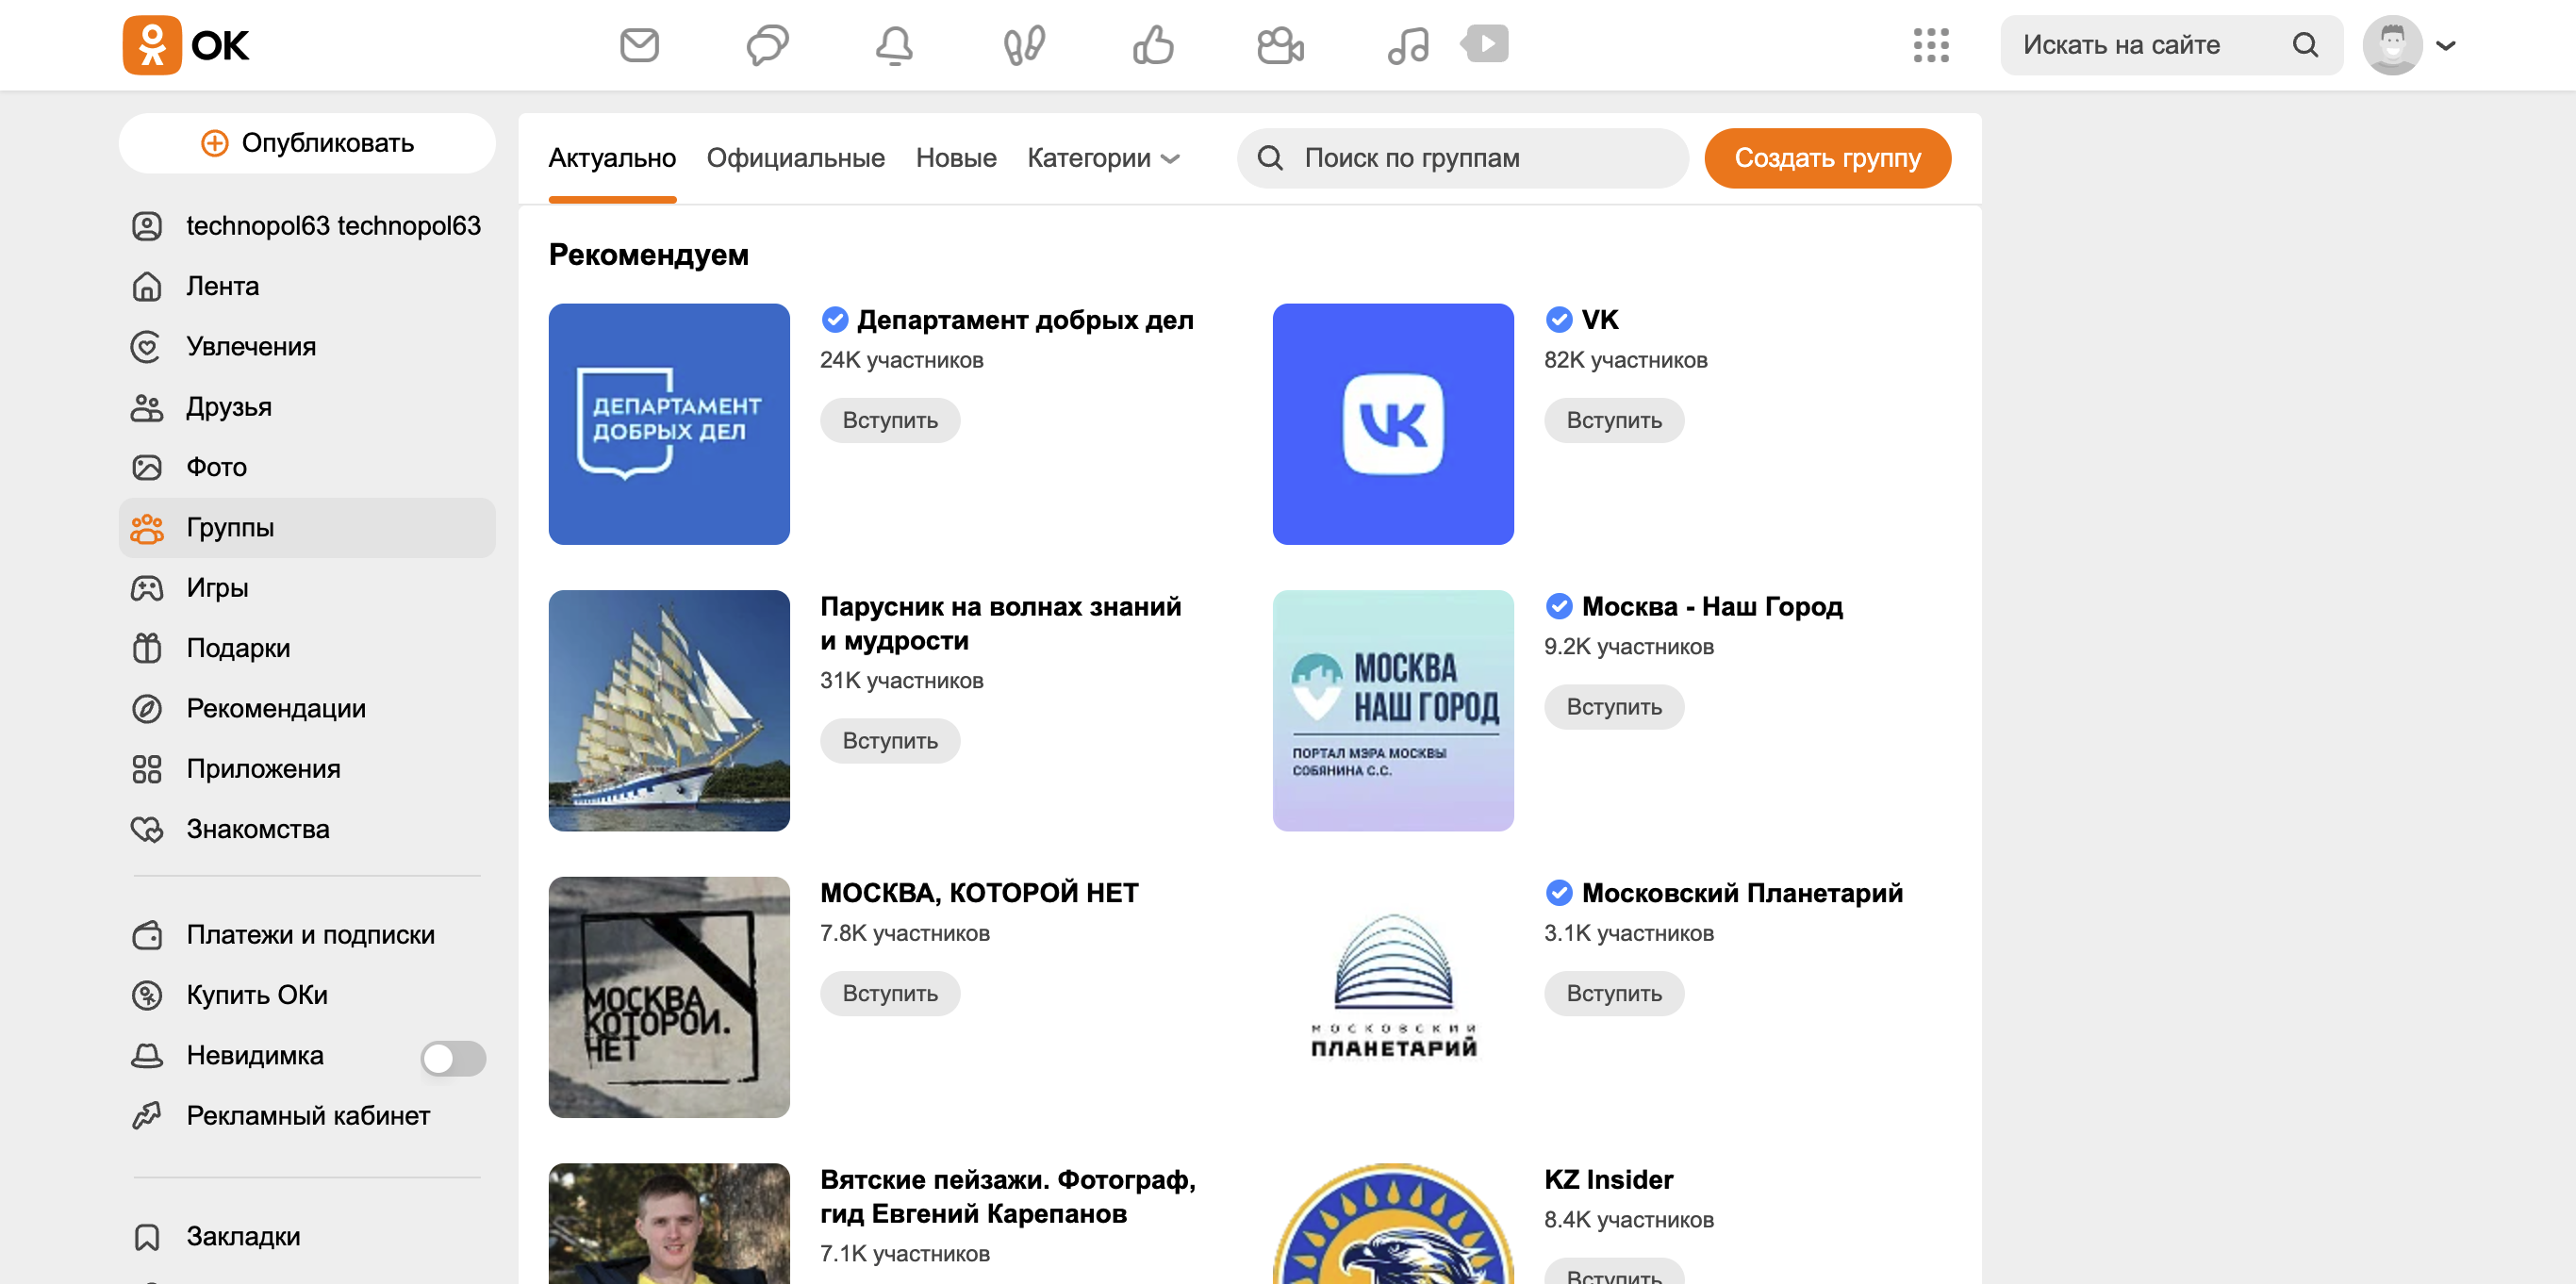 ОК
Искать на сайте
Опубликовать
technopol63 technopol63
Лента
Увлечения
Друзья
Фото
Группы
Игры
Подарки
Рекомендации
Приложения
Знакомства
Платежи и подписки
Купить ОКи
Невидимка
Рекламный кабинет
Закладки
Актуально
Официальные
Новые
Категории
Поиск по группам
Создать группу
Рекомендуем
ДЕПАРТАМЕНТ
ДОБРЫХ ДЕЛ
Департамент добрых дел
24K участников
Вступить
VK
VK
82K участников
Вступить
Парусник на волнах знаний
и мудрости
31K участников
Вступить
МОСКВА
НАШ ГОРОД
ПОРТАЛ МЭРА МОСКВЫ
СОБЯНИНА С.С.
Москва - Наш Город
9.2K участников
Вступить
МОСКВА
КОТОРОЙ.
НЕТ
МОСКВА, КОТОРОЙ НЕТ
7.8K участников
Вступить
МОСКОВСКИЙ
ПЛАНЕТАРИЙ
Московский Планетарий
3.1K участников
Вступить
Вятские пейзажи. Фотограф,
гид Евгений Карепанов
7.1K участников
KZ Insider
8.4K участников
Вступить